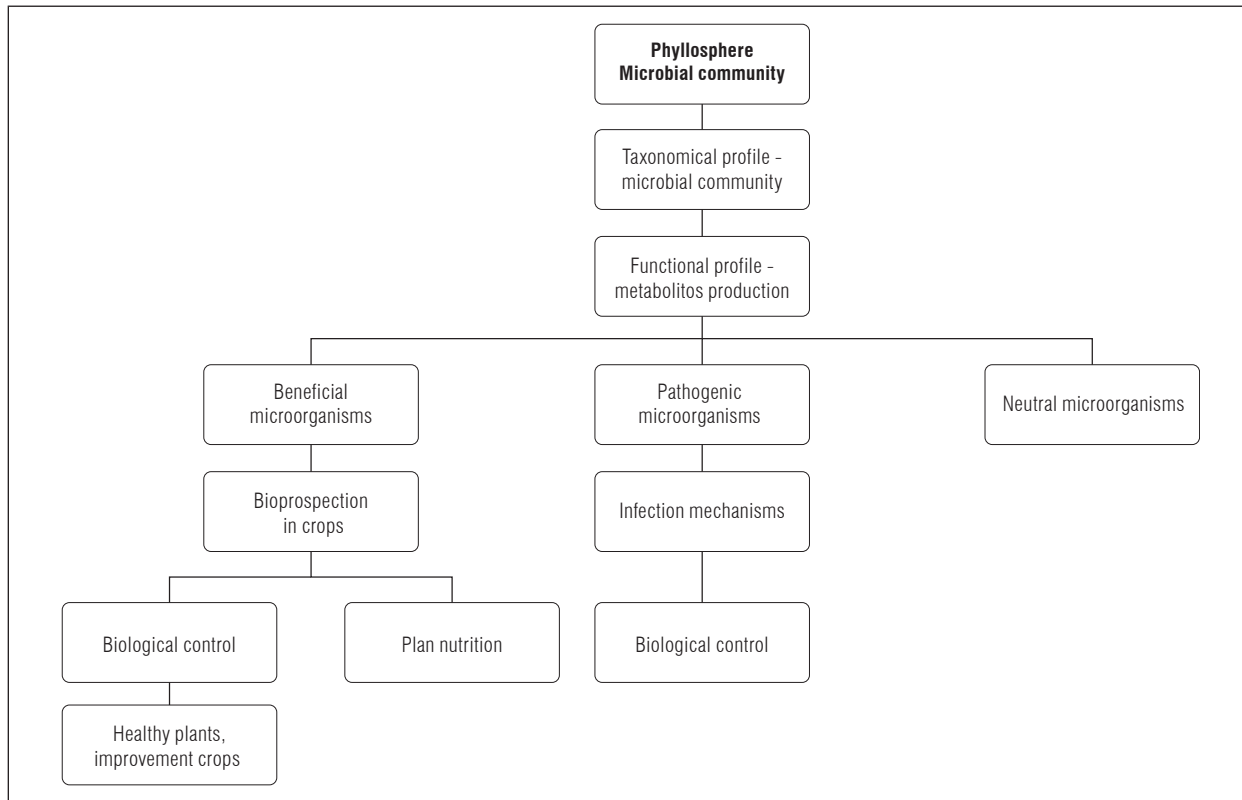 Phyllosphere
Microbial community
Taxonomical profile -
microbial community
Functional profile -
metabolitos production
Beneficial
microorganisms
Pathogenic
microorganisms
Neutral microorganisms
Bioprospection
in crops
Infection mechanisms
Biological control
Plan nutrition
Biological control
Healthy plants,
improvement crops